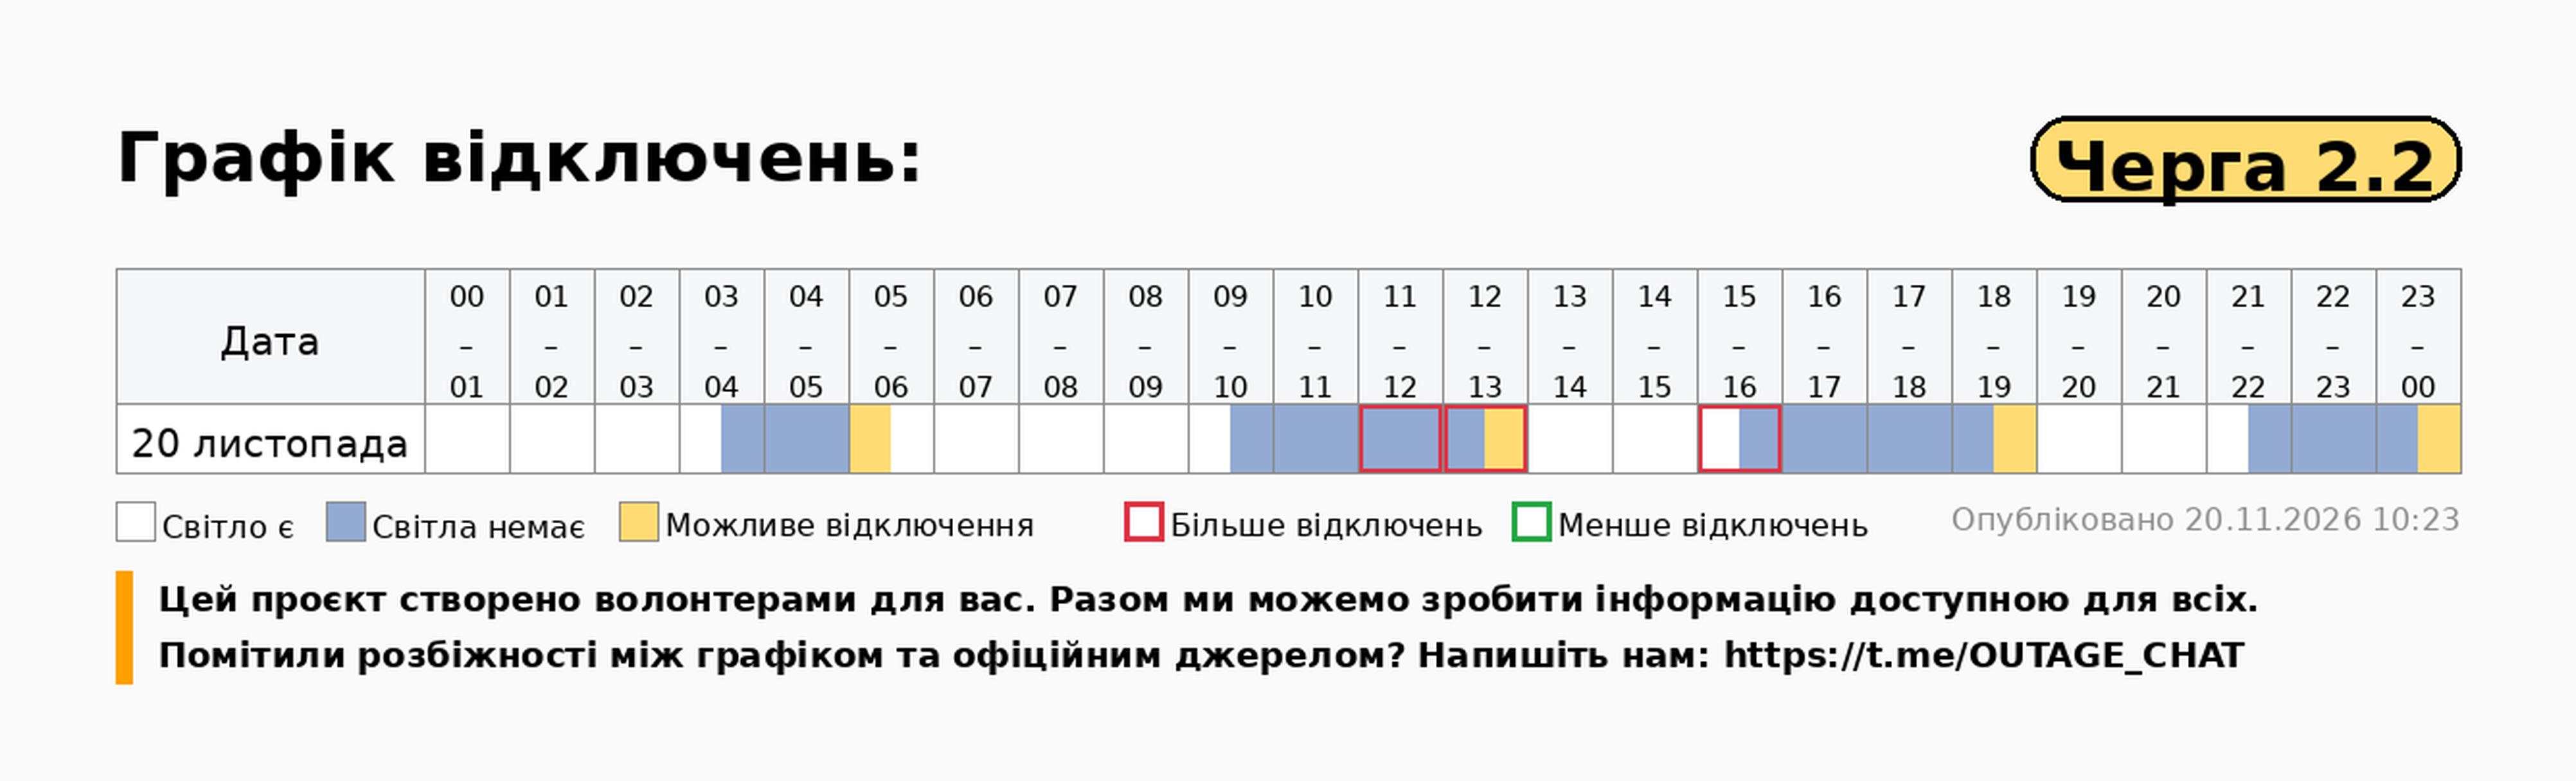 Графік відключень:
Черга 2.2
Дата
00 – 01
01 – 02
02 – 03
03 – 04
04 – 05
05 – 06
06 – 07
07 – 08
08 – 09
09 – 10
10 – 11
11 – 12
12 – 13
13 – 14
14 – 15
15 – 16
16 – 17
17 – 18
18 – 19
19 – 20
20 – 21
21 – 22
22 – 23
23 – 00
20 листопада
Світло є
Світла немає
Можливе відключення
Більше відключень
Менше відключень
Опубліковано 20.11.2026 10:23
Цей проєкт створено волонтерами для вас. Разом ми можемо зробити інформацію доступною для всіх.
Помітили розбіжності між графіком та офіційним джерелом? Напишіть нам: https://t.me/OUTAGE_CHAT